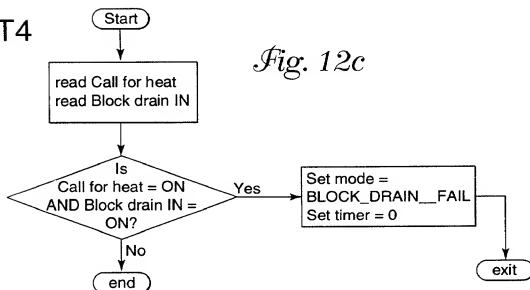 T4
Start
Fig. 12c
read Call for heat
read Block drain IN
Is
Call for heat = ON
AND Block drain IN =
ON?
Yes
Set mode =
BLOCK_DRAIN__FAIL
Set timer = 0
No
end
exit